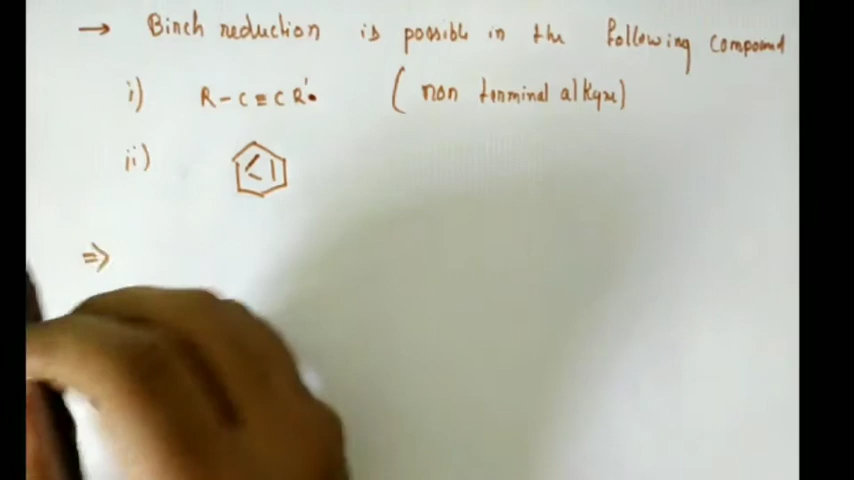 → Birch reduction is possible in the following compound
i) R-C≡CR' (non terminal alkyne)
ii)
⇒